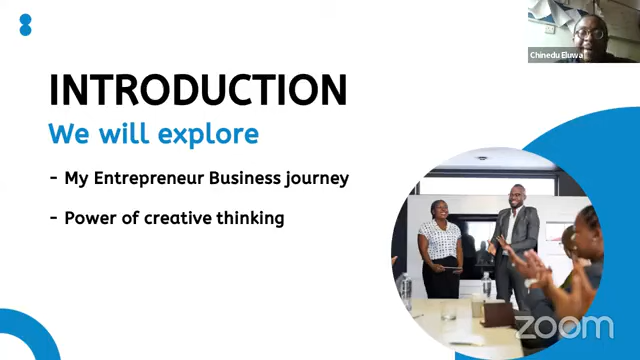 Chinedu Eluwa
INTRODUCTION
We will explore
- My Entrepreneur Business journey
- Power of creative thinking
zoom